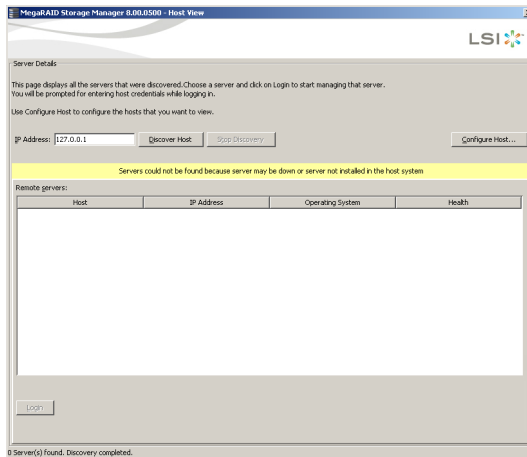 MegaRAID Storage Manager 8.00.0500 - Host View
LSI
Server Details
This page displays all the servers that were discovered.Choose a server and click on Login to start managing that server.
You will be prompted for entering host credentials while logging in.
Use Configure Host to configure the hosts that you want to view.
IP Address: 127.0.0.1 Discover Host Stop Discovery Configure Host...
Servers could not be found because server may be down or server not installed in the host system
Remote servers:
Host IP Address Operating System Health
Login
0 Server(s) found. Discovery completed.